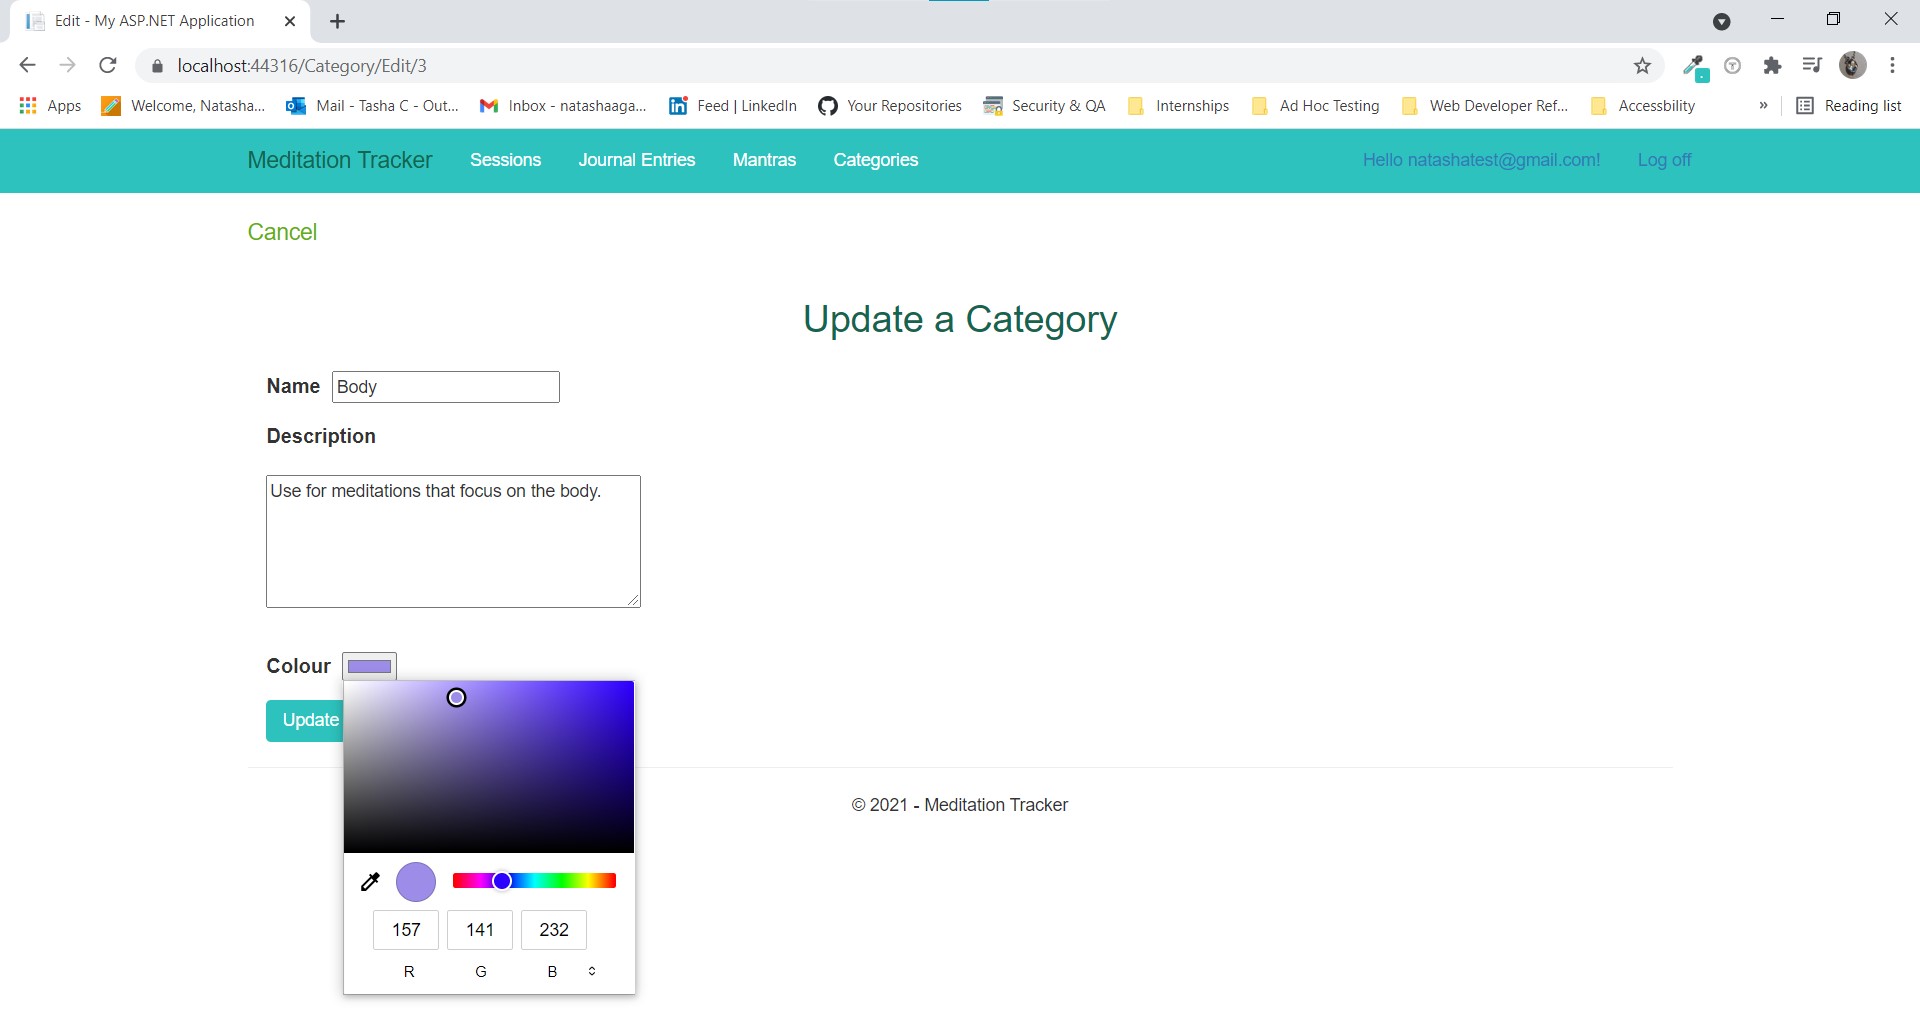 Edit - My ASP.NET Application
localhost:44316/Category/Edit/3
Apps Welcome, Natasha... Mail - Tasha C - Out... Inbox - natashaaga... Feed | LinkedIn Your Repositories Security & QA Internships Ad Hoc Testing Web Developer Ref... Accessbility » Reading list
Meditation Tracker Sessions Journal Entries Mantras Categories Hello natashatest@gmail.com! Log off
Cancel
Update a Category
Name Body
Description
Use for meditations that focus on the body.
Colour
Update
© 2021 - Meditation Tracker
157 141 232
R G B